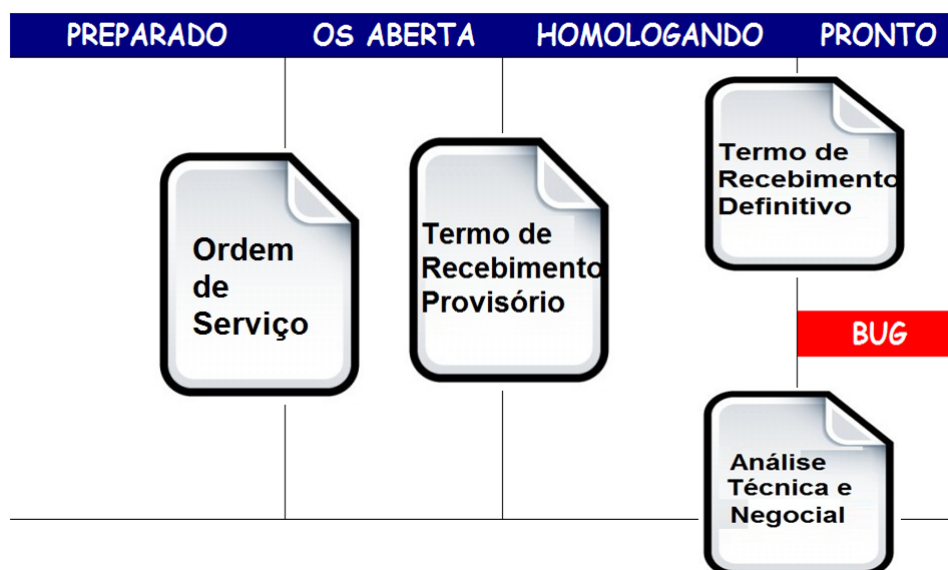 PREPARADO OS ABERTA HOMOLOGANDO PRONTO
Ordem
de
Serviço
Termo de
Recebimento
Provisório
Termo de
Recebimento
Definitivo
BUG
Análise
Técnica e
Negocial